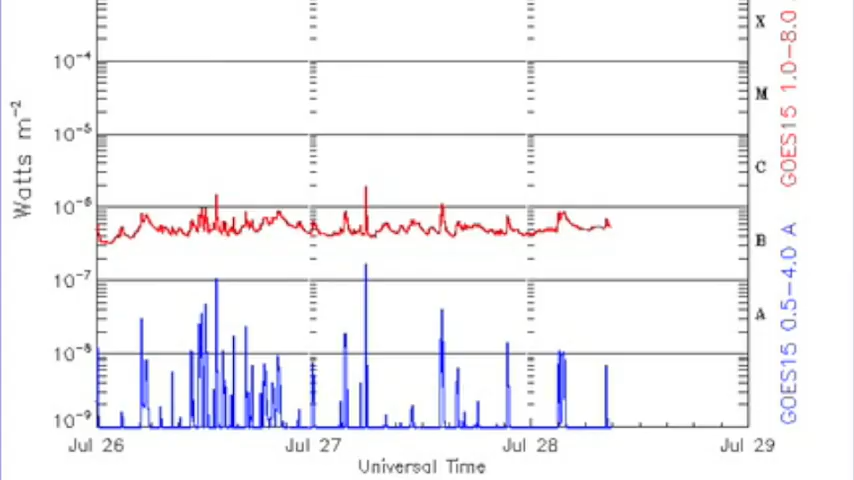 X
10⁻⁴
M
10⁻⁵
C
10⁻⁶
B
10⁻⁷
A
10⁻⁸
10⁻⁹
Watts m⁻²
GOES15 1.0-8.0
GOES15 0.5-4.0 A
Jul 26 Jul 27 Jul 28 Jul 29
Universal Time